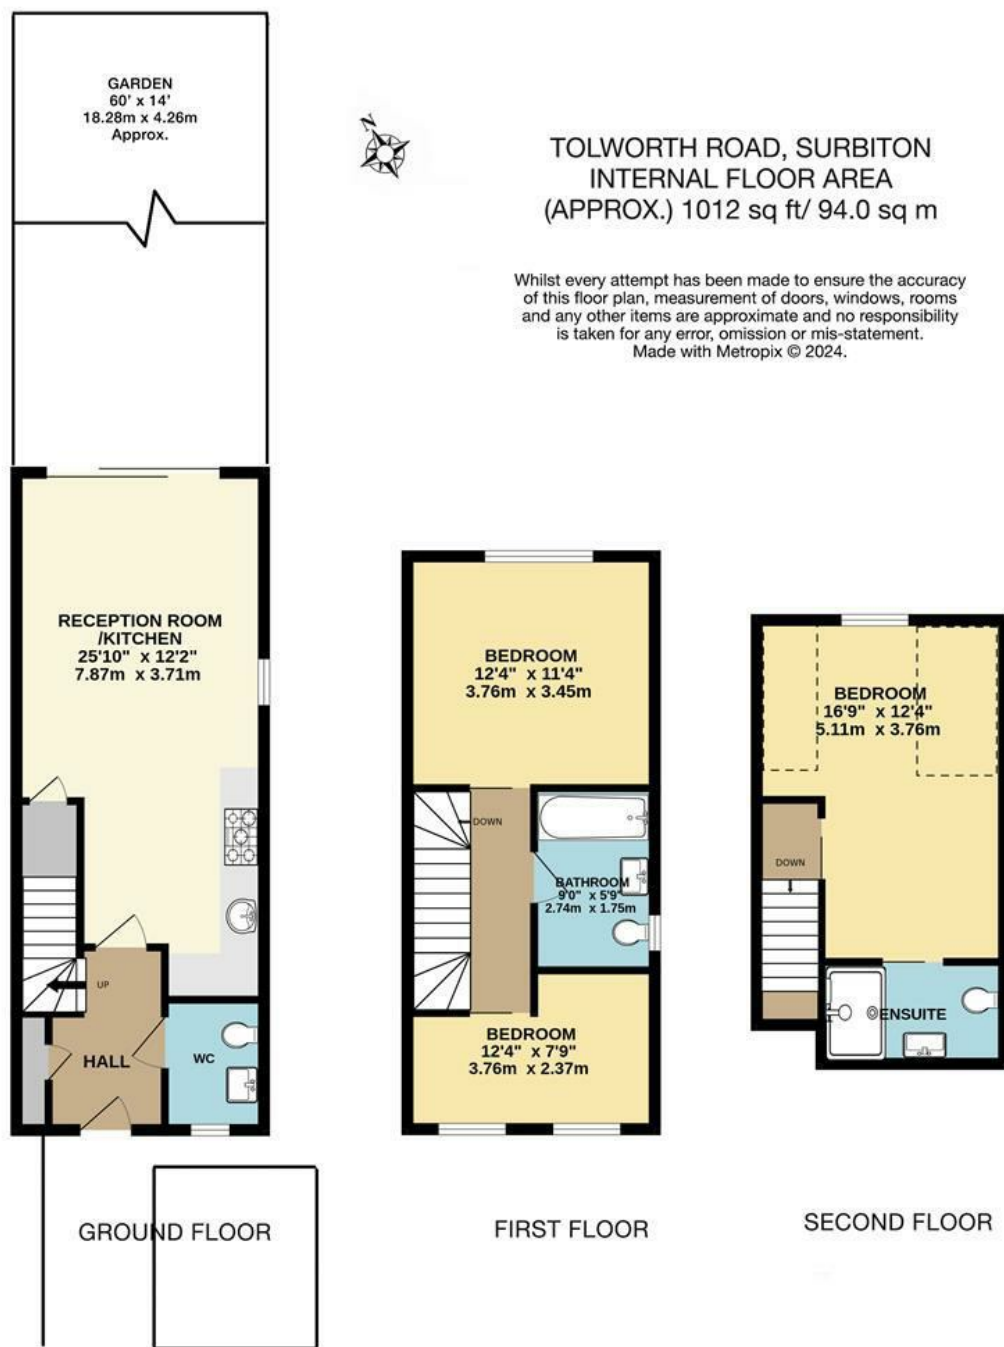 GARDEN
60' x 14'
18.28m x 4.26m
Approx.
N
TOLWORTH ROAD, SURBITON
INTERNAL FLOOR AREA
(APPROX.) 1012 sq ft/ 94.0 sq m
Whilst every attempt has been made to ensure the accuracy
of this floor plan, measurement of doors, windows, rooms
and any other items are approximate and no responsibility
is taken for any error, omission or mis-statement.
Made with Metropix © 2024.
RECEPTION ROOM
/KITCHEN
25'10" x 12'2"
7.87m x 3.71m
UP
HALL
WC
GROUND FLOOR
BEDROOM
12'4" x 11'4"
3.76m x 3.45m
DOWN
BATHROOM
9'0" x 5'9"
2.74m x 1.75m
BEDROOM
12'4" x 7'9"
3.76m x 2.37m
FIRST FLOOR
BEDROOM
16'9" x 12'4"
5.11m x 3.76m
DOWN
ENSUITE
SECOND FLOOR